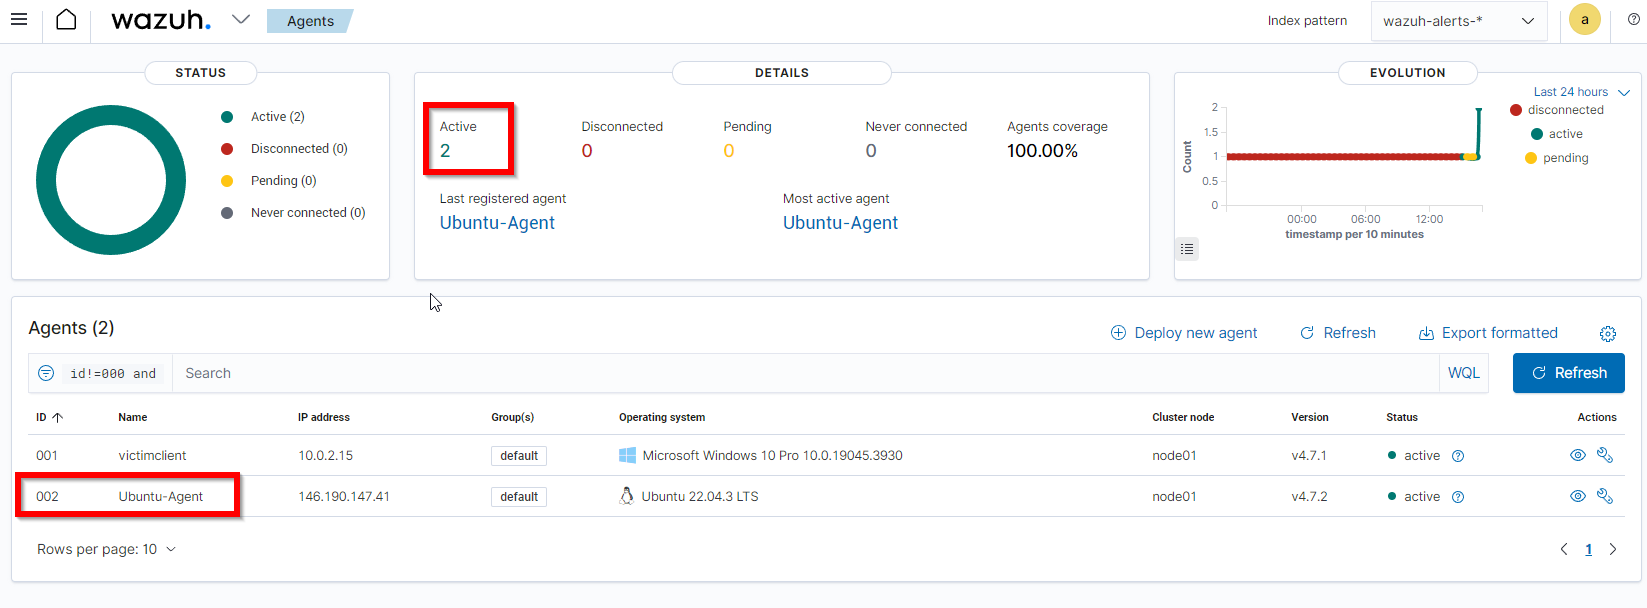 wazuh. Agents Index pattern wazuh-alerts-* a
STATUS
Active (2)
Disconnected (0)
Pending (0)
Never connected (0)
DETAILS
Active Disconnected Pending Never connected Agents coverage
2 0 0 0 100.00%
Last registered agent Most active agent
Ubuntu-Agent Ubuntu-Agent
EVOLUTION
Last 24 hours
disconnected
active
pending
Count
2
1.5
1
0.5
0
00:00 06:00 12:00
timestamp per 10 minutes
Agents (2) Deploy new agent Refresh Export formatted
id!=000 and Search WQL Refresh
ID Name IP address Group(s) Operating system Cluster node Version Status Actions
001 victimclient 10.0.2.15 default Microsoft Windows 10 Pro 10.0.19045.3930 node01 v4.7.1 active
002 Ubuntu-Agent 146.190.147.41 default Ubuntu 22.04.3 LTS node01 v4.7.2 active
Rows per page: 10 1